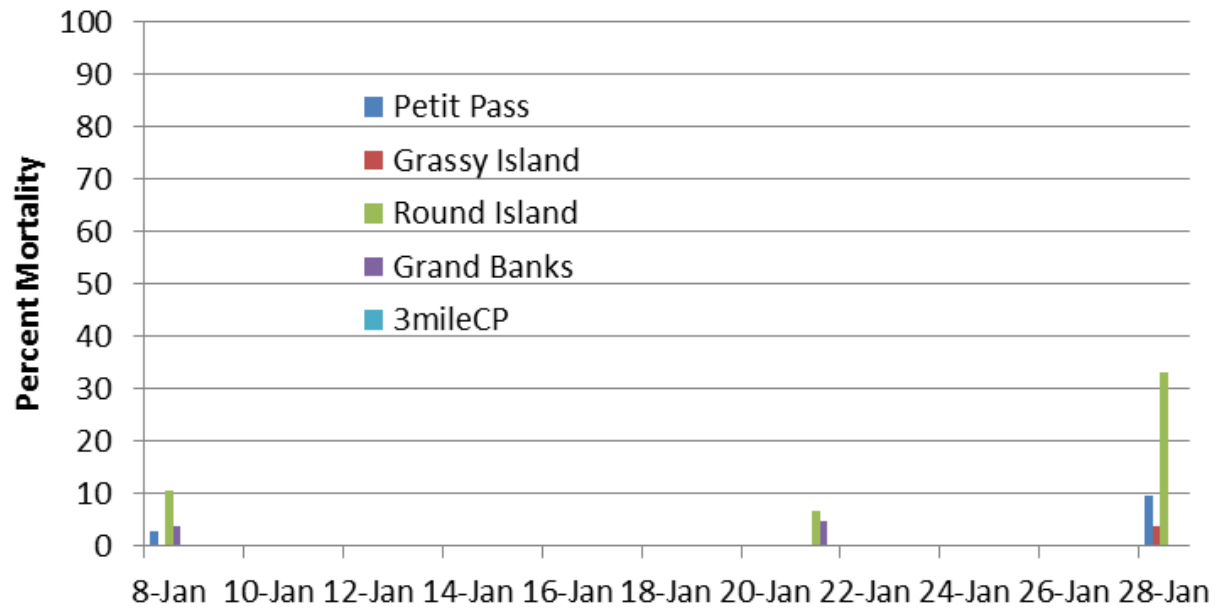 100
90
80
70
60
50
40
30
20
10
0
Percent Mortality
Petit Pass
Grassy Island
Round Island
Grand Banks
3mileCP
8-Jan 10-Jan 12-Jan 14-Jan 16-Jan 18-Jan 20-Jan 22-Jan 24-Jan 26-Jan 28-Jan